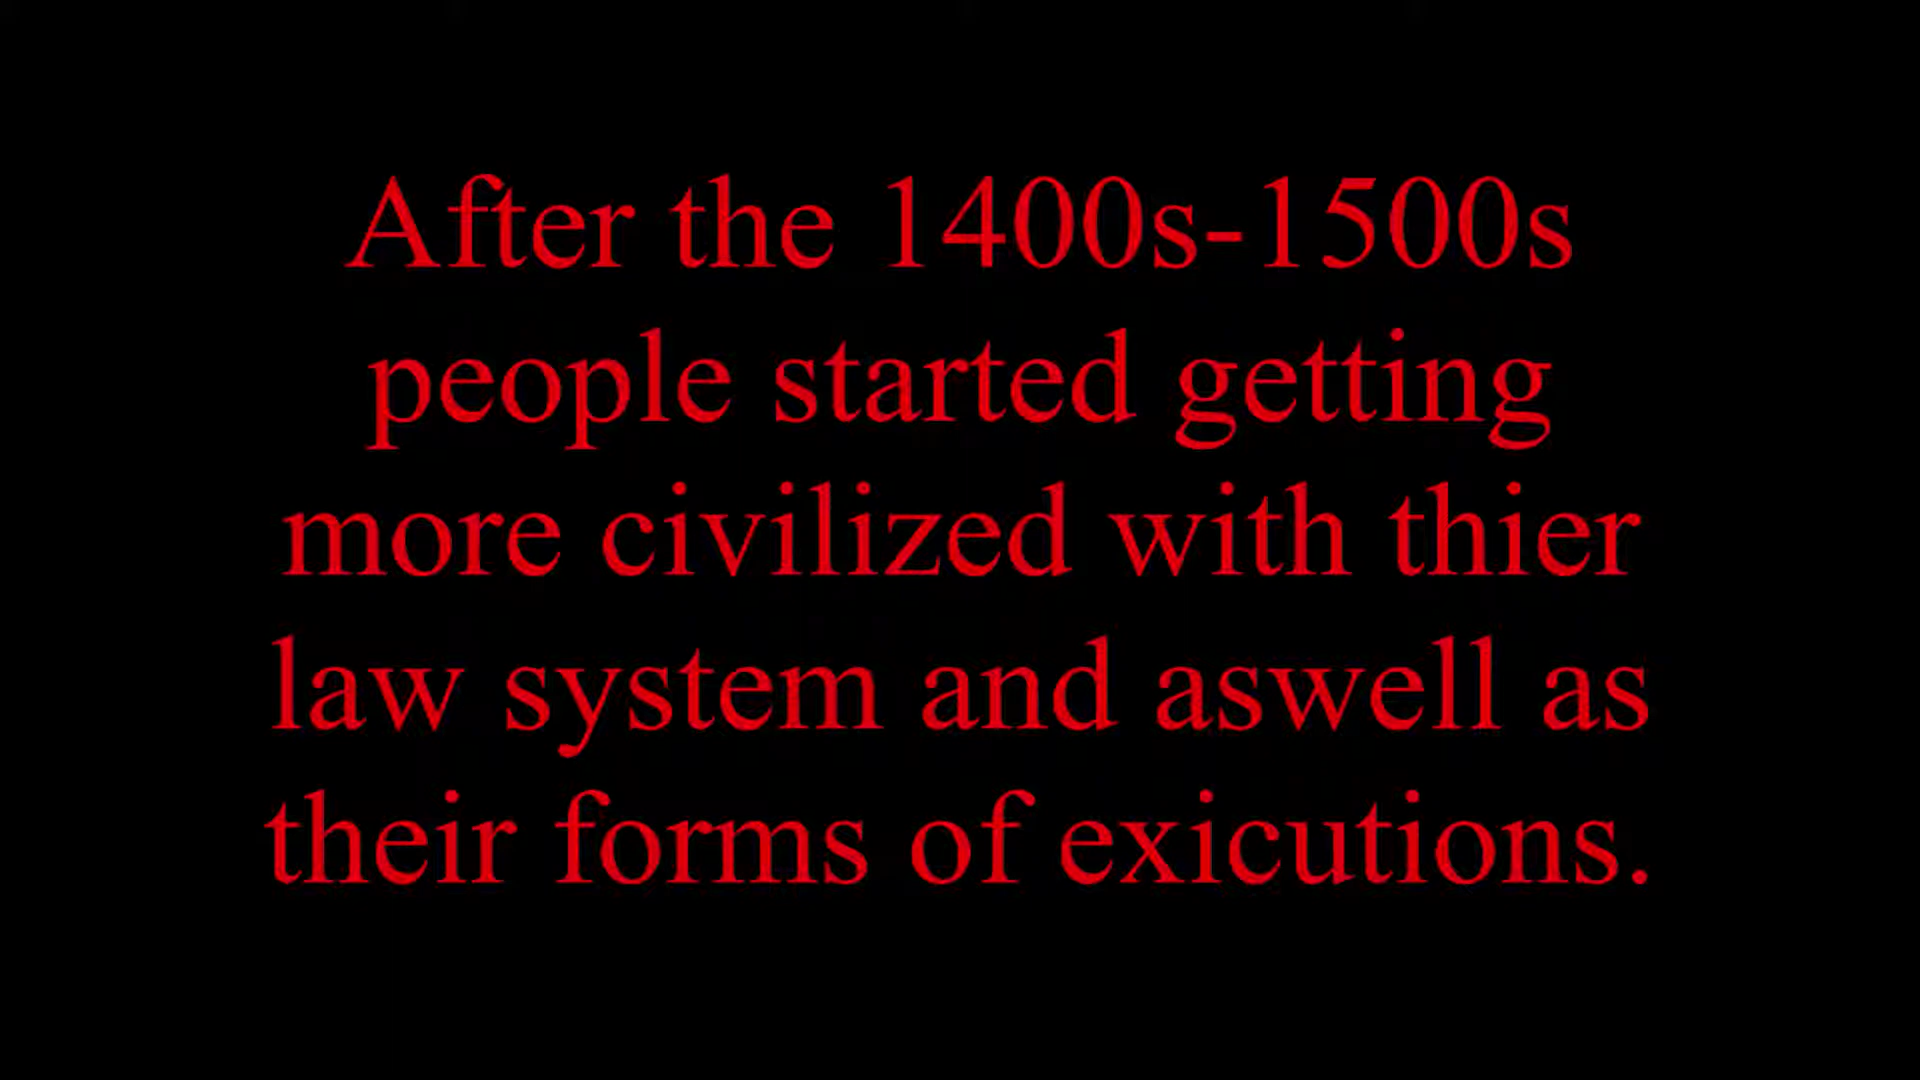 After the 1400s-1500s
people started getting
more civilized with thier
law system and aswell as
their forms of exicutions.